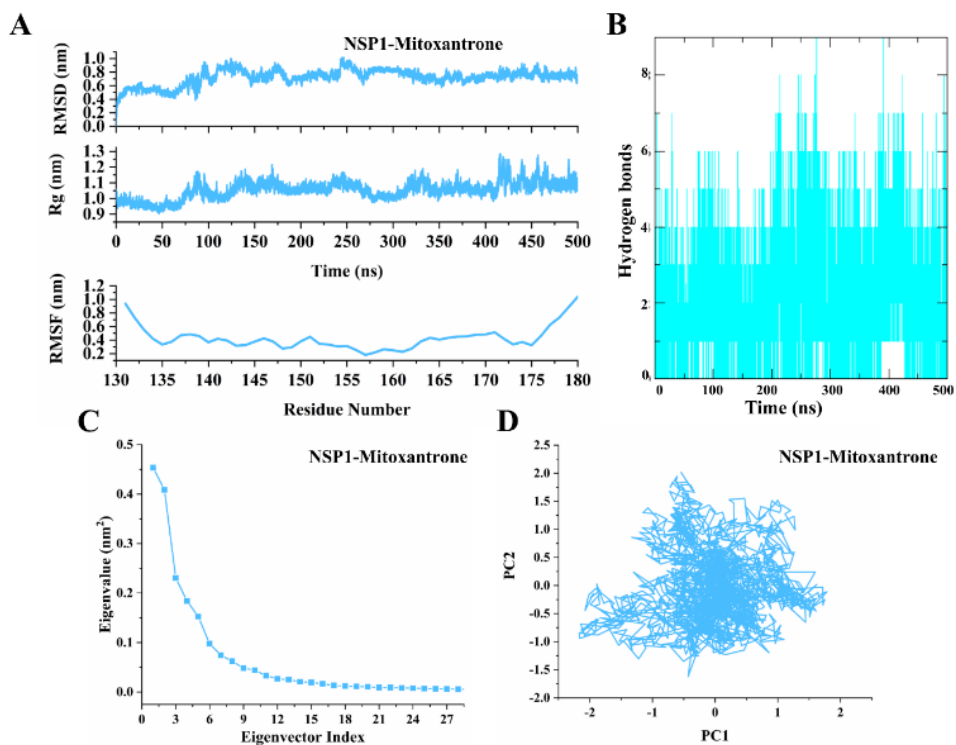 A
NSP1-Mitoxantrone
RMSD (nm)
1.0
0.8
0.6
0.4
0.2
0.0
Rg (nm)
1.3
1.2
1.1
1.0
0.9
0 50 100 150 200 250 300 350 400 450 500
Time (ns)
RMSF (nm)
1.2
1.0
0.8
0.6
0.4
0.2
130 135 140 145 150 155 160 165 170 175 180
Residue Number
B
Hydrogen bonds
8
6
4
2
0
0 100 200 300 400 500
Time (ns)
C
NSP1-Mitoxantrone
Eigenvalue (nm²)
0.5
0.4
0.3
0.2
0.1
0.0
0 3 6 9 12 15 18 21 24 27
Eigenvector Index
D
NSP1-Mitoxantrone
PC2
2.5
2.0
1.5
1.0
0.5
0.0
-0.5
-1.0
-1.5
-2.0
-2 -1 0 1 2
PC1